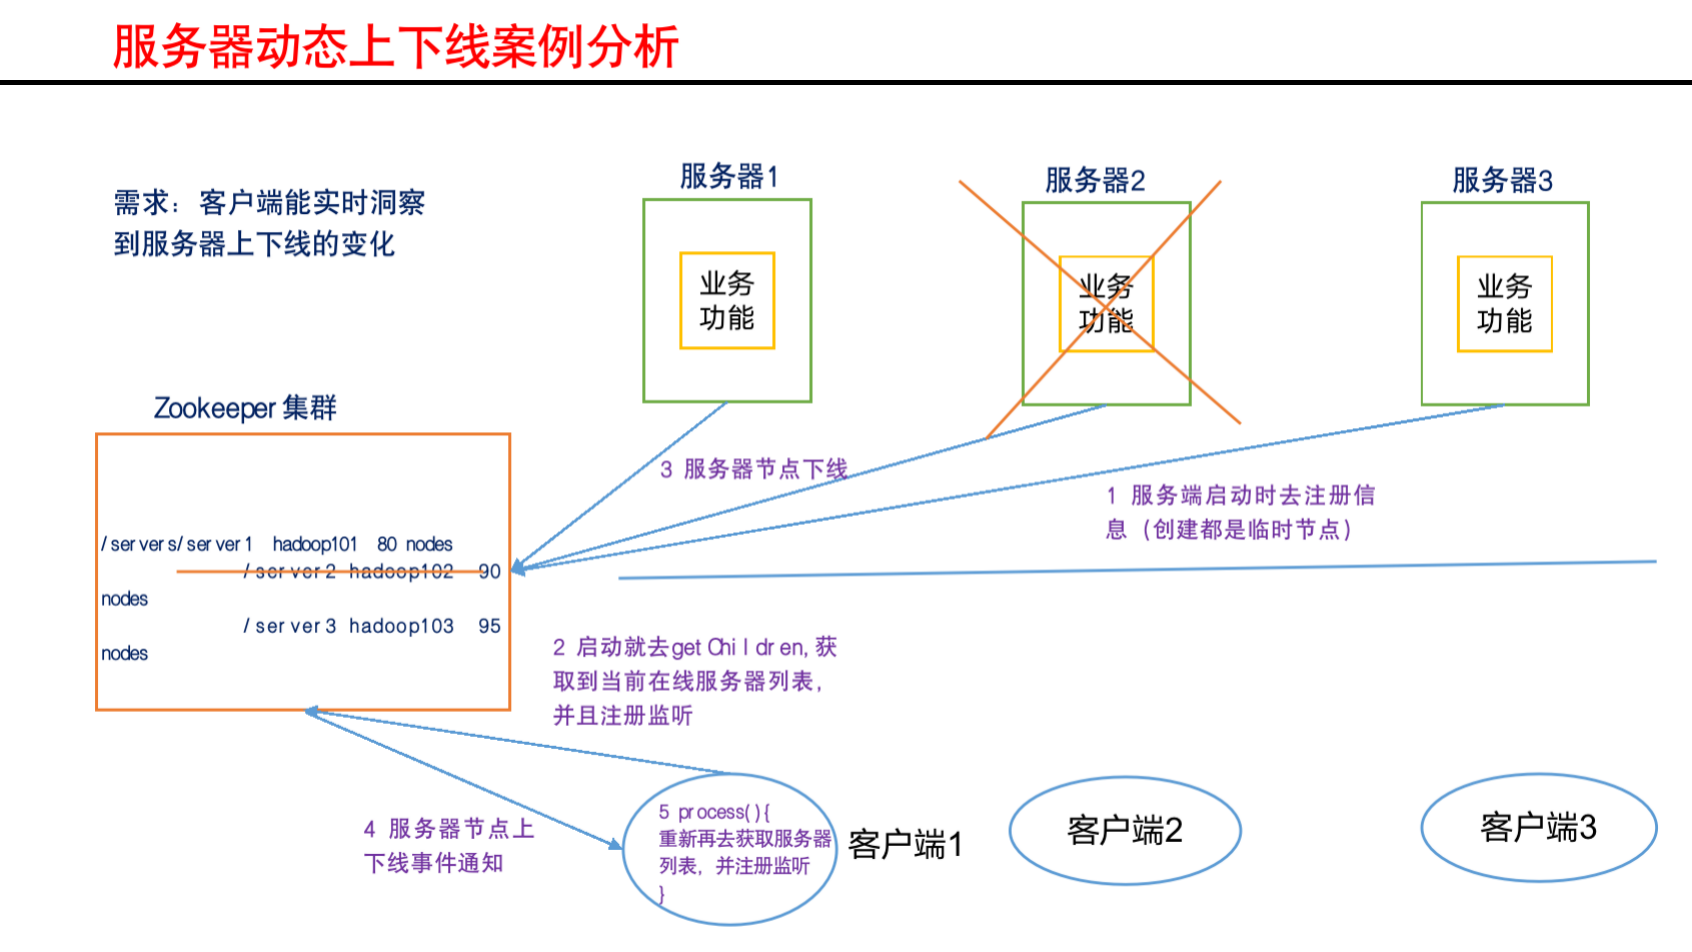 服务器动态上下线案例分析
需求：客户端能实时洞察
到服务器上下线的变化
服务器1
业务
功能
服务器2
业务
功能
服务器3
业务
功能
Zookeeper 集群
/servers/server1 hadoop101 80 nodes
/server2 hadoop102 90
nodes
/server3 hadoop103 95
nodes
3 服务器节点下线
1 服务端启动时去注册信
息（创建都是临时节点）
2 启动就去getChildren,获
取到当前在线服务器列表，
并且注册监听
4 服务器节点上
下线事件通知
5 process(){
重新再去获取服务器
列表，并注册监听
}
客户端1
客户端2
客户端3